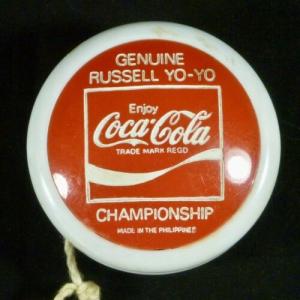 GENUINE
RUSSELL YO-YO
Enjoy
Coca-Cola
TRADE MARK REGD
CHAMPIONSHIP
MADE IN THE PHILIPPINES